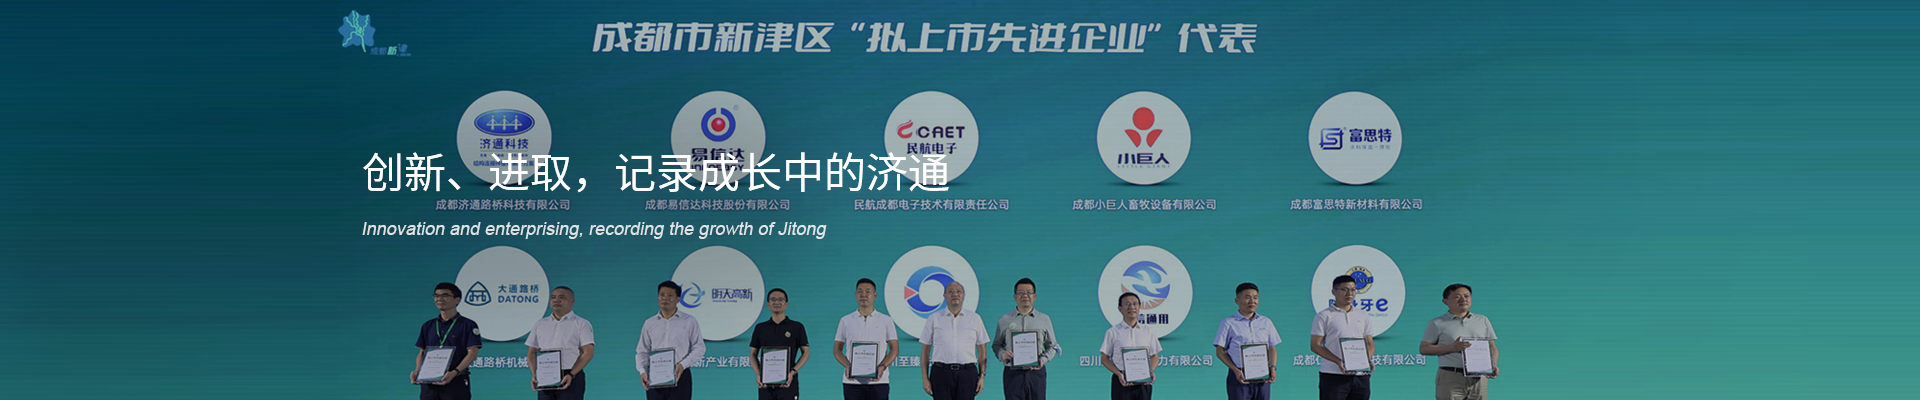 成都市新津区“拟上市先进企业”代表
成都新津
济通科技
易信达
CAET
民航电子
小巨人
富思特
创新、进取，记录成长中的济通
成都济通路桥科技有限公司
成都易信达科技股份有限公司
民航成都电子技术有限责任公司
成都小巨人畜牧设备有限公司
成都富思特新材料有限公司
Innovation and enterprising, recording the growth of Jitong
大通路桥
DATONG
明天高新
牙e
通用
通路桥机械
新产业有限
川至臻
四川
力有限公司
成都
技有限公司